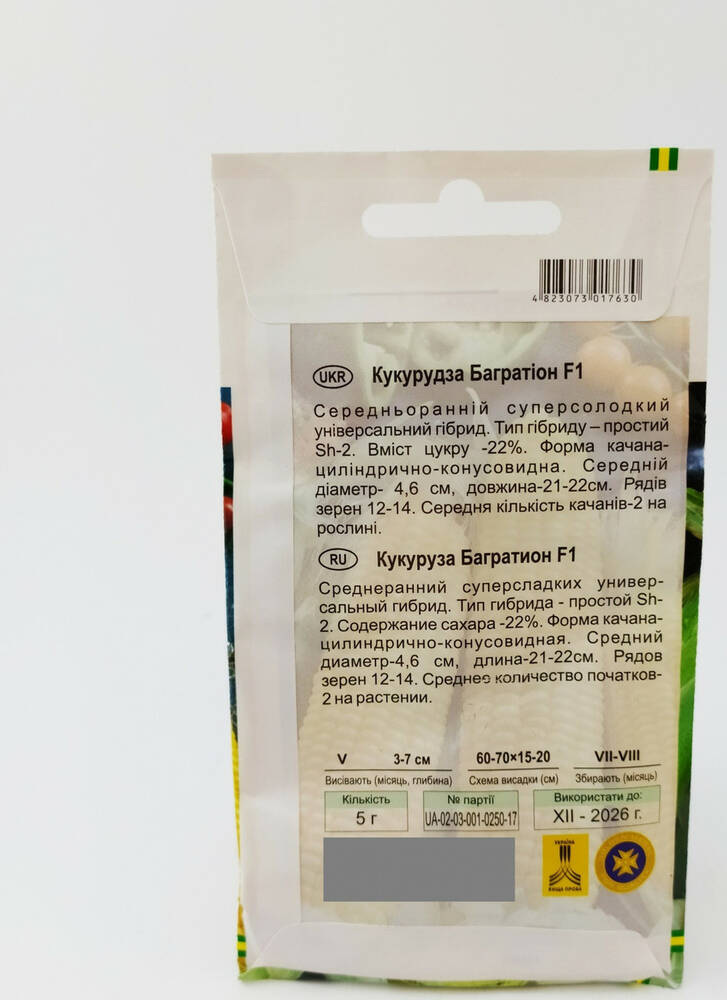 4 823073 017630
UKR Кукурудза Багратіон F1
Середньоранній суперсолодкий
універсальний гібрид. Тип гібриду – простий
Sh-2. Вміст цукру -22%. Форма качана-
циліндрично-конусовидна. Середній
діаметр- 4,6 см, довжина-21-22см. Рядів
зерен 12-14. Середня кількість качанів-2 на
рослині.
RU Кукуруза Багратион F1
Среднеранний суперсладких универ-
сальный гибрид. Тип гибрида - простой Sh-
2. Содержание сахара -22%. Форма качана-
цилиндрично-конусовидная. Средний
диаметр-4,6 см, длина-21-22см. Рядов
зерен 12-14. Среднее количество початков-
2 на растении.
V 3-7 см 60-70×15-20 VII-VIII
Висівають (місяць, глибина) Схема висадки (см) Збирають (місяць)
Кількість № партії Використати до:
5 г UA-02-03-001-0250-17 XII - 2026 г.
УКРАЇНА
ВИЩА ПРОБА